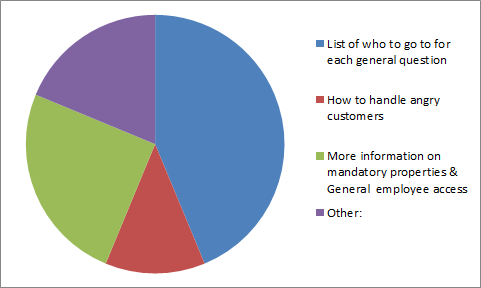 List of who to go to for
each general question
How to handle angry
customers
More information on
mandatory properties &
General employee access
Other: